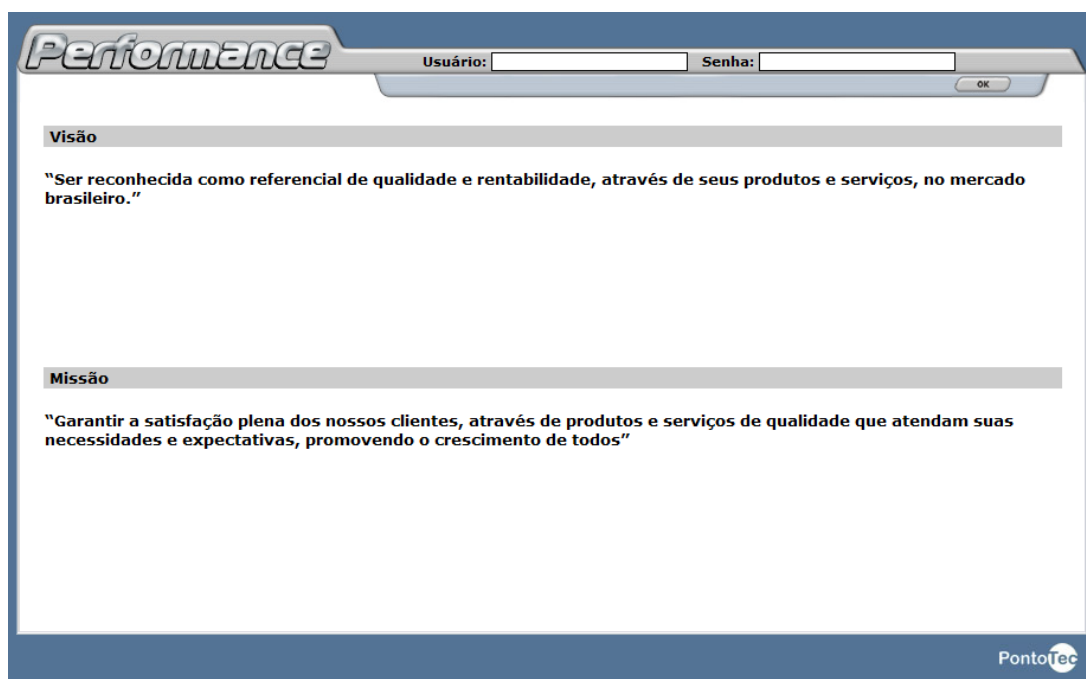 Performance
Usuário: Senha:
OK
Visão
“Ser reconhecida como referencial de qualidade e rentabilidade, através de seus produtos e serviços, no mercado
brasileiro.”
Missão
“Garantir a satisfação plena dos nossos clientes, através de produtos e serviços de qualidade que atendam suas
necessidades e expectativas, promovendo o crescimento de todos”
PontoTec